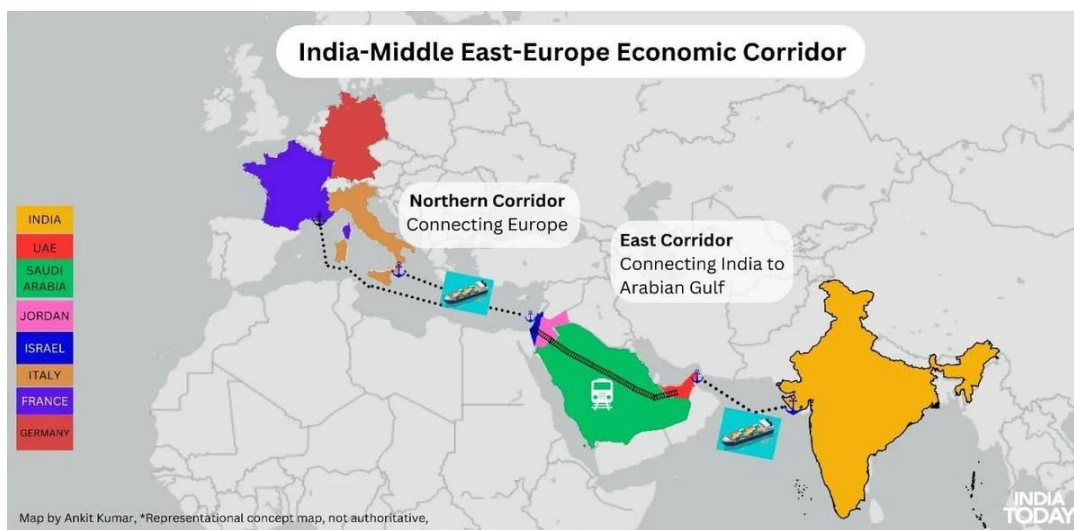 India-Middle East-Europe Economic Corridor
Northern Corridor
Connecting Europe
East Corridor
Connecting India to
Arabian Gulf
INDIA
UAE
SAUDI
ARABIA
JORDAN
ISRAEL
ITALY
FRANCE
GERMANY
Map by Ankit Kumar, *Representational concept map, not authoritative,
INDIA
TODAY